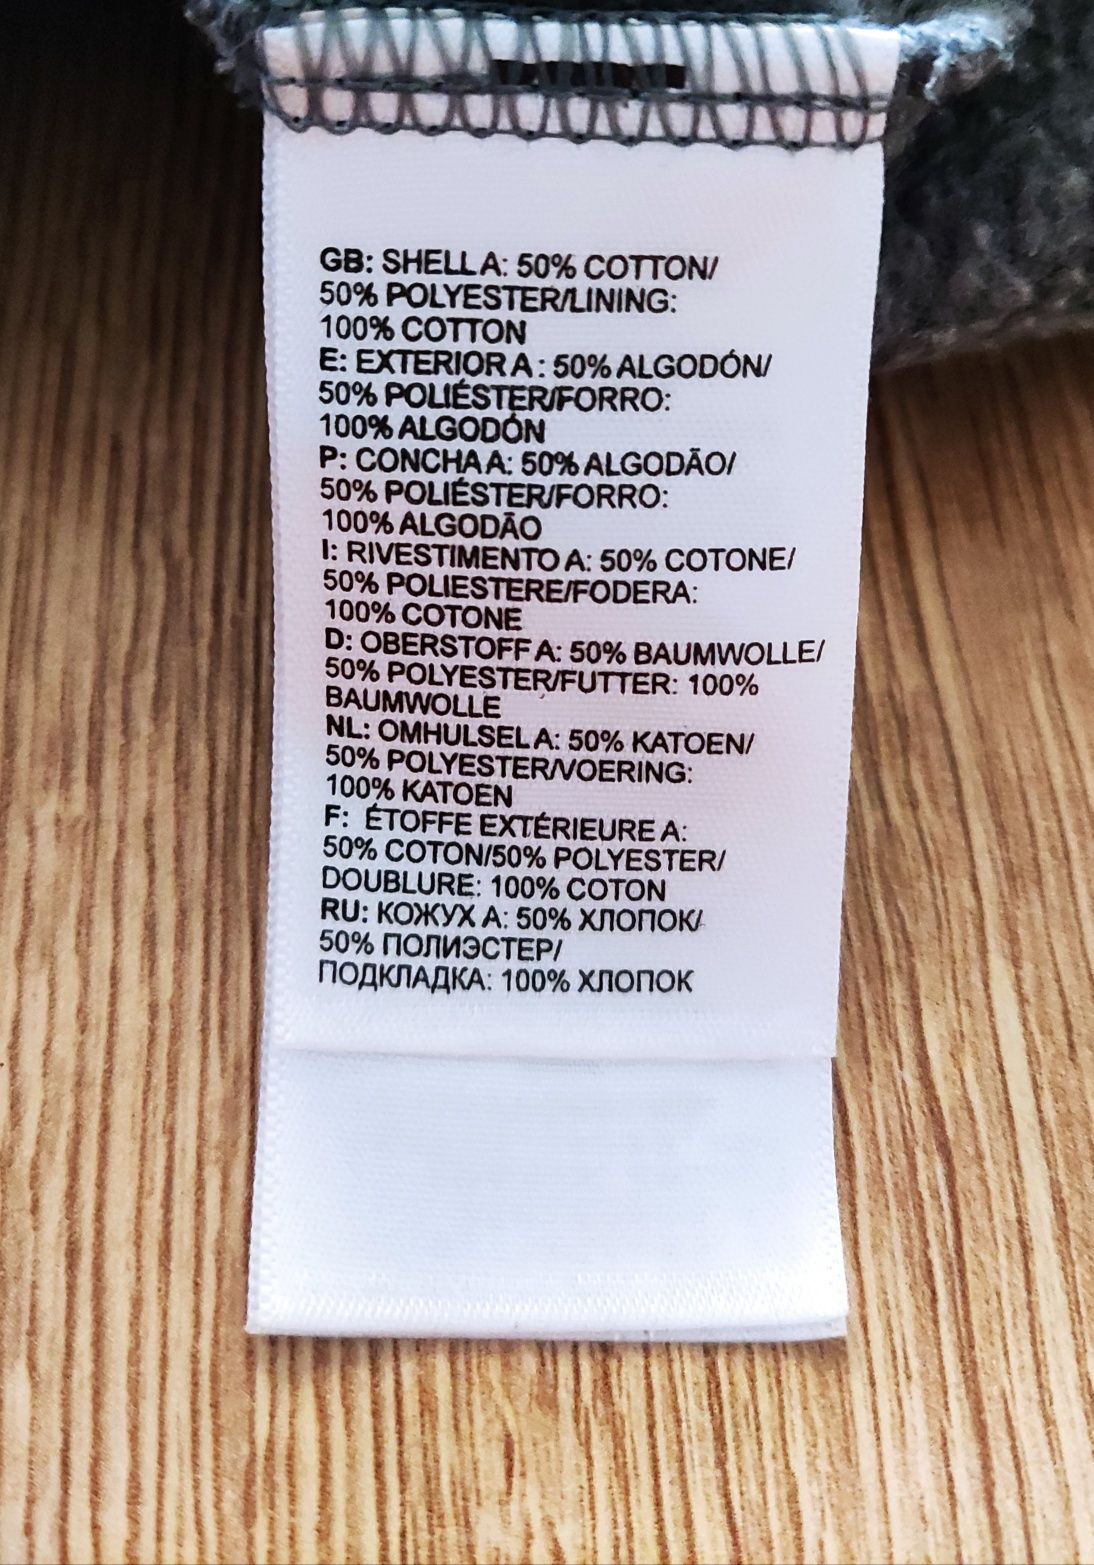 GB: SHELL A: 50% COTTON/
50% POLYESTER/LINING:
100% COTTON
E: EXTERIOR A: 50% ALGODÓN/
50% POLIÉSTER/FORRO:
100% ALGODÓN
P: CONCHA A: 50% ALGODÃO/
50% POLIÉSTER/FORRO:
100% ALGODÃO
I: RIVESTIMENTO A: 50% COTONE/
50% POLIESTERE/FODERA:
100% COTONE
D: OBERSTOFF A: 50% BAUMWOLLE/
50% POLYESTER/FUTTER: 100%
BAUMWOLLE
NL: OMHULSEL A: 50% KATOEN/
50% POLYESTER/VOERING:
100% KATOEN
F: ÉTOFFE EXTÉRIEURE A:
50% COTON/50% POLYESTER/
DOUBLURE: 100% COTON
RU: КОЖУХ А: 50% ХЛОПОК/
50% ПОЛИЭСТЕР/
ПОДКЛАДКА: 100% ХЛОПОК